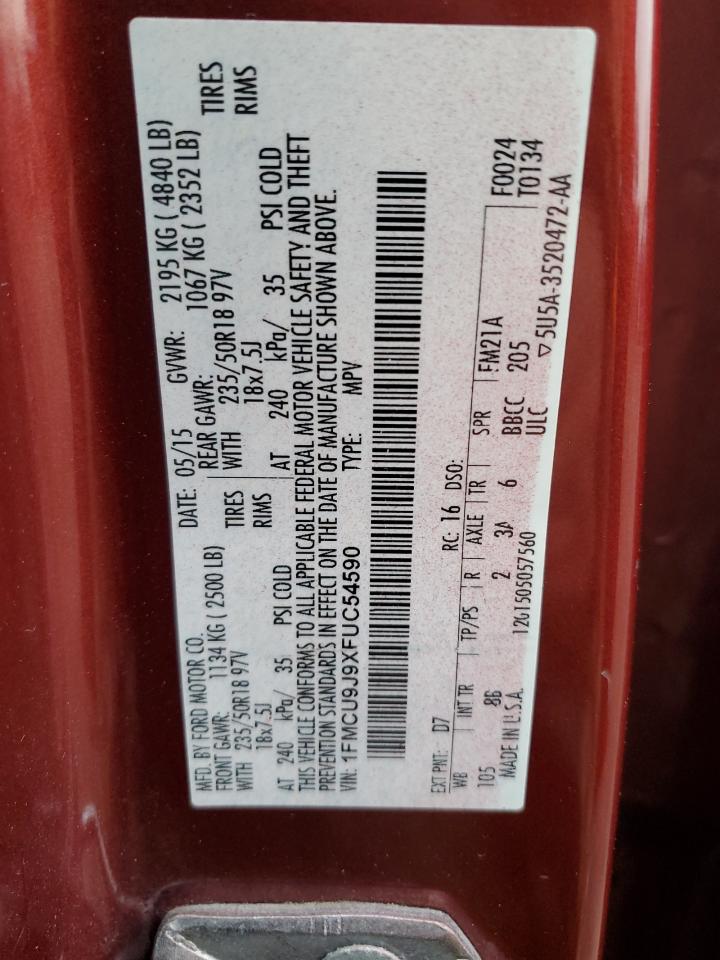 MFD. BY FORD MOTOR CO. DATE: 05/15 GVWR: 2195 KG ( 4840 LB)
FRONT GAWR: 1134 KG ( 2500 LB) REAR GAWR: 1067 KG ( 2352 LB)
WITH 235/50R18 97V TIRES WITH 235/50R18 97V TIRES
18x7.5J RIMS 18x7.5J RIMS
AT 240 kPa/ 35 PSI COLD AT 240 kPa/ 35 PSI COLD
THIS VEHICLE CONFORMS TO ALL APPLICABLE FEDERAL MOTOR VEHICLE SAFETY AND THEFT
PREVENTION STANDARDS IN EFFECT ON THE DATE OF MANUFACTURE SHOWN ABOVE.
VIN: 1FMCU9J9XFUC54590 TYPE: MPV
EXT PNT: D7 RC: 16 DSO: F0024
WB INT TR TP/PS R AXLE TR SPR FM21A T0134
105 8B 2 3A 6 BBCC 205
MADE IN U.S.A. 12U1505057560 ULC ▽5U5A-3520472-AA